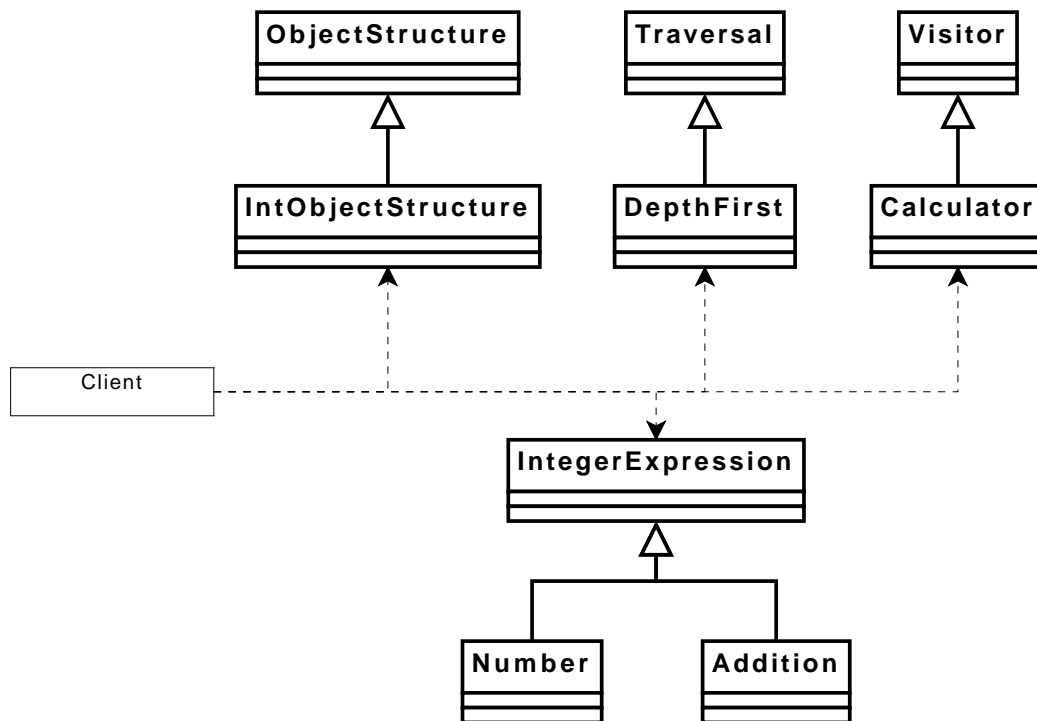 ObjectStructure
Traversal
Visitor
IntObjectStructure
DepthFirst
Calculator
Client
IntegerExpression
Number
Addition